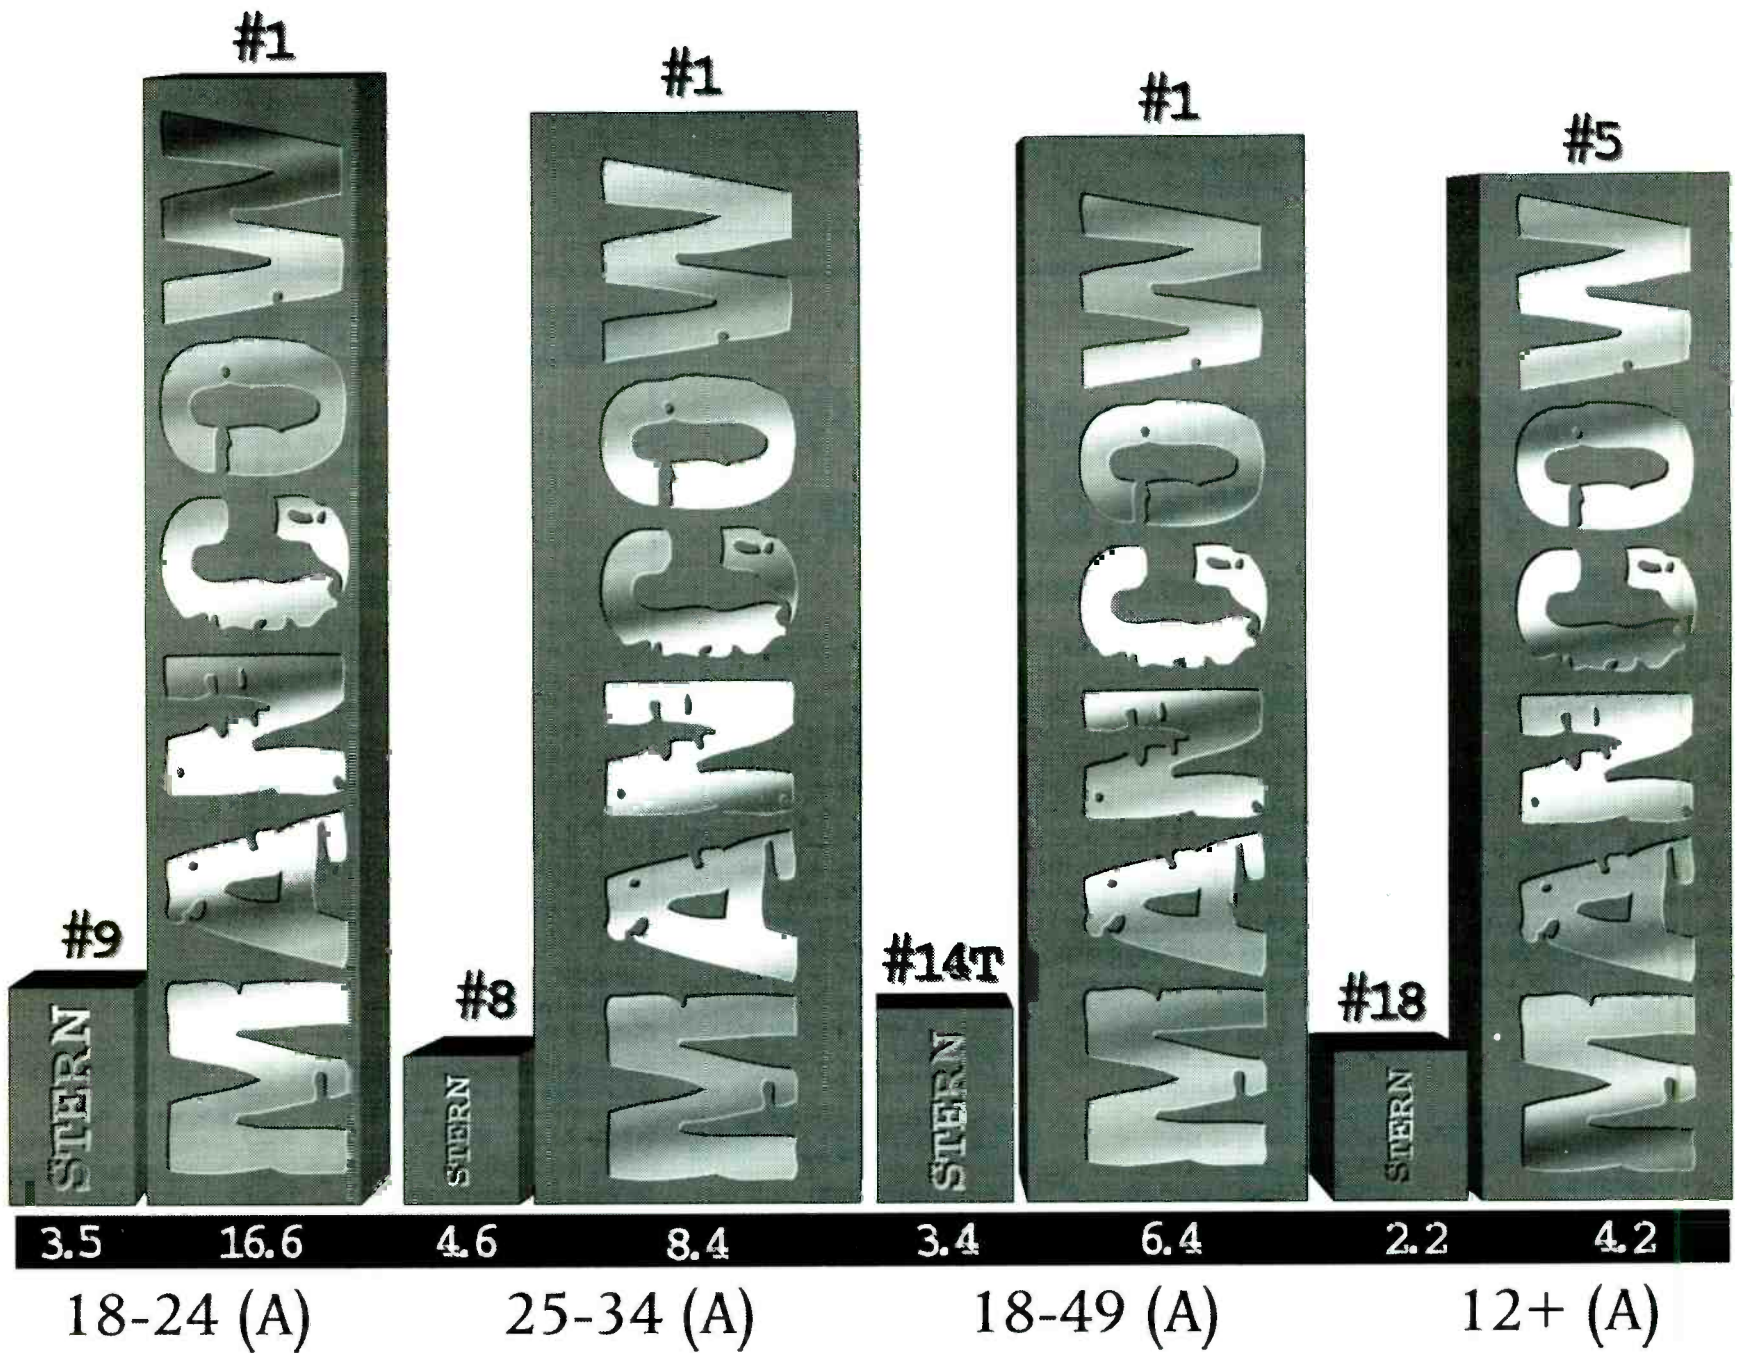 #1
#1
#1
#5
MANCOW
MANCOW
MANCOW
MANCOW
#9
#8
#14T
#18
STERN
STERN
STERN
STERN
3.5 16.6 4.6 8.4 3.4 6.4 2.2 4.2
18-24 (A) 25-34 (A) 18-49 (A) 12+ (A)